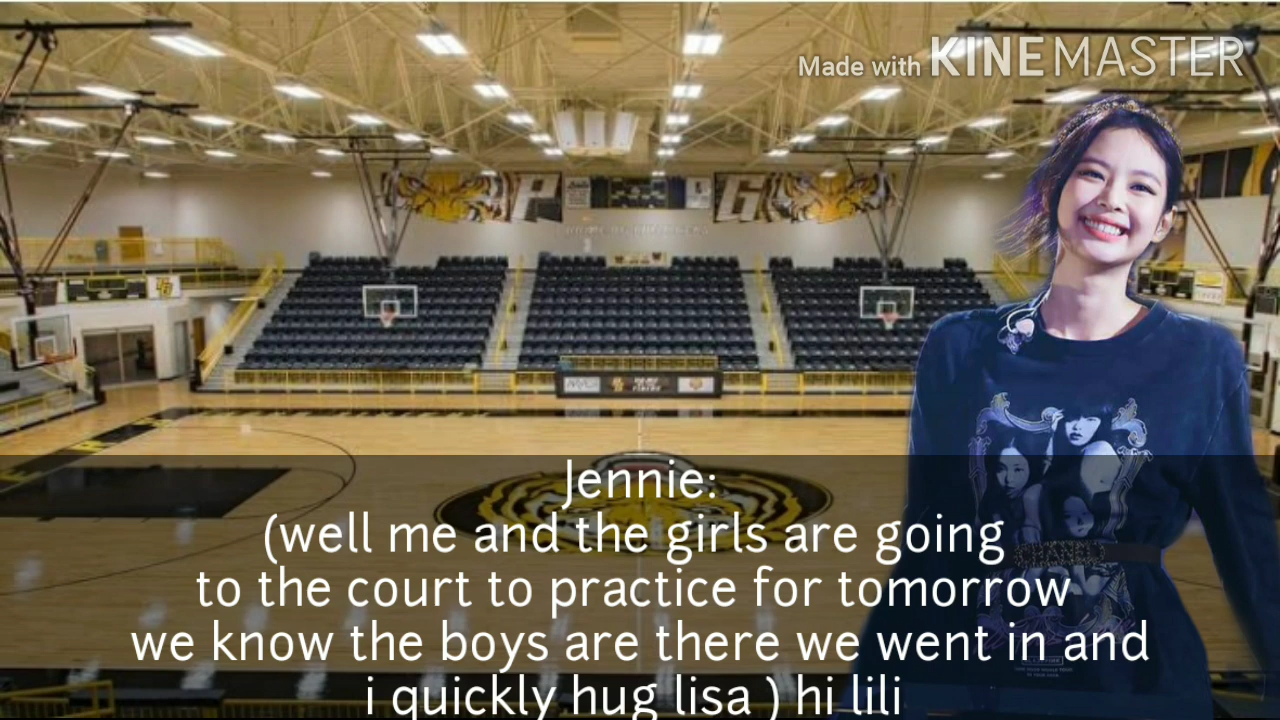 Made with KINEMASTER
P G
Jennie:
(well me and the girls are going
to the court to practice for tomorrow
we know the boys are there we went in and
i quickly hug lisa ) hi lili